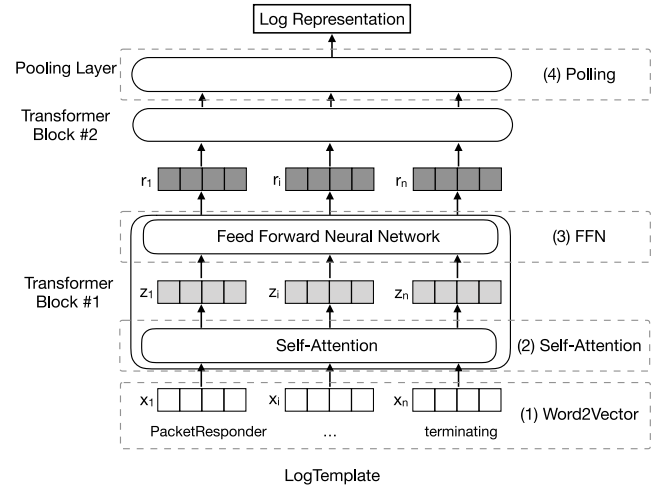 Log Representation
Pooling Layer
(4) Polling
Transformer
Block #2
r1 ri rn
Feed Forward Neural Network
(3) FFN
Transformer
Block #1
z1 zi zn
Self-Attention
(2) Self-Attention
x1 xi xn
(1) Word2Vector
PacketResponder ... terminating
LogTemplate